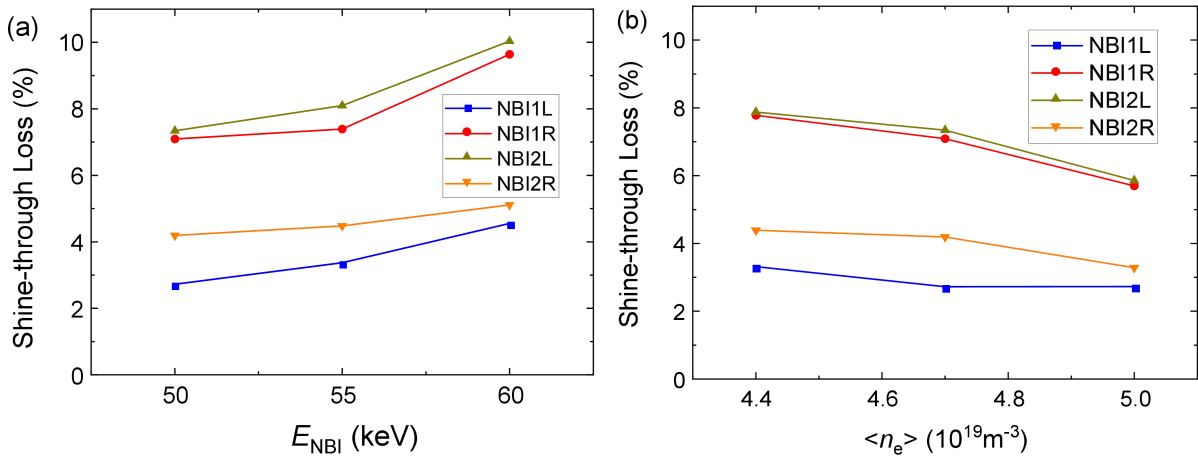 (a)
Shine-through Loss (%)
10
8
6
4
2
0
50
55
60
E_NBI (keV)
NBI1L
NBI1R
NBI2L
NBI2R
(b)
Shine-through Loss (%)
10
8
6
4
2
0
4.4
4.6
4.8
5.0
<n_e> (10^19m^-3)
NBI1L
NBI1R
NBI2L
NBI2R